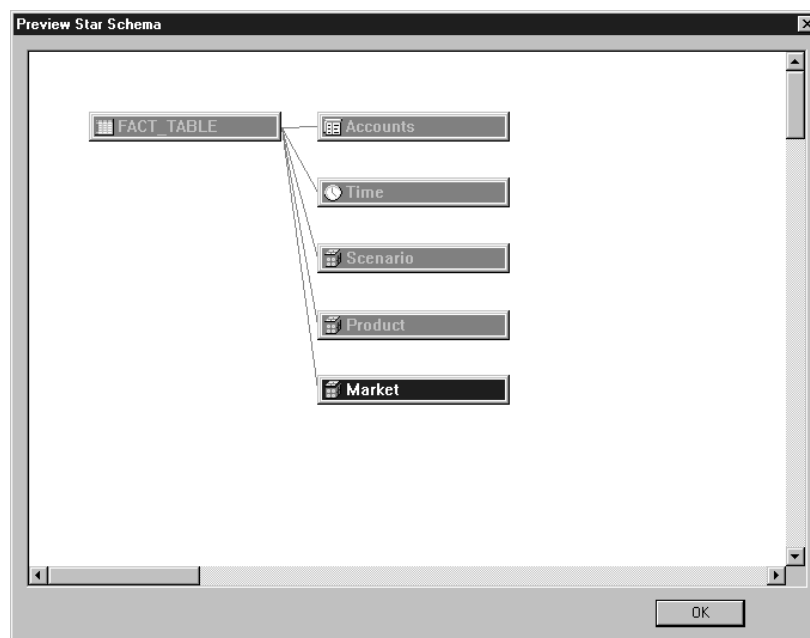 Preview Star Schema
FACT_TABLE
Accounts
Time
Scenario
Product
Market
OK